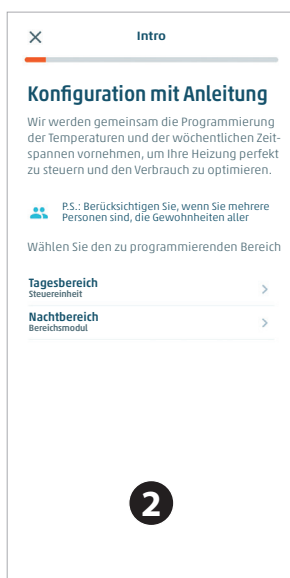 Intro
Konfiguration mit Anleitung
Wir werden gemeinsam die Programmierung
der Temperaturen und der wöchentlichen Zeit-
spannen vornehmen, um Ihre Heizung perfekt
zu steuern und den Verbrauch zu optimieren.
P.S.: Berücksichtigen Sie, wenn Sie mehrere
Personen sind, die Gewohnheiten aller
Wählen Sie den zu programmierenden Bereich
Tagesbereich
Steuereinheit
Nachtbereich
Bereichsmodul
2